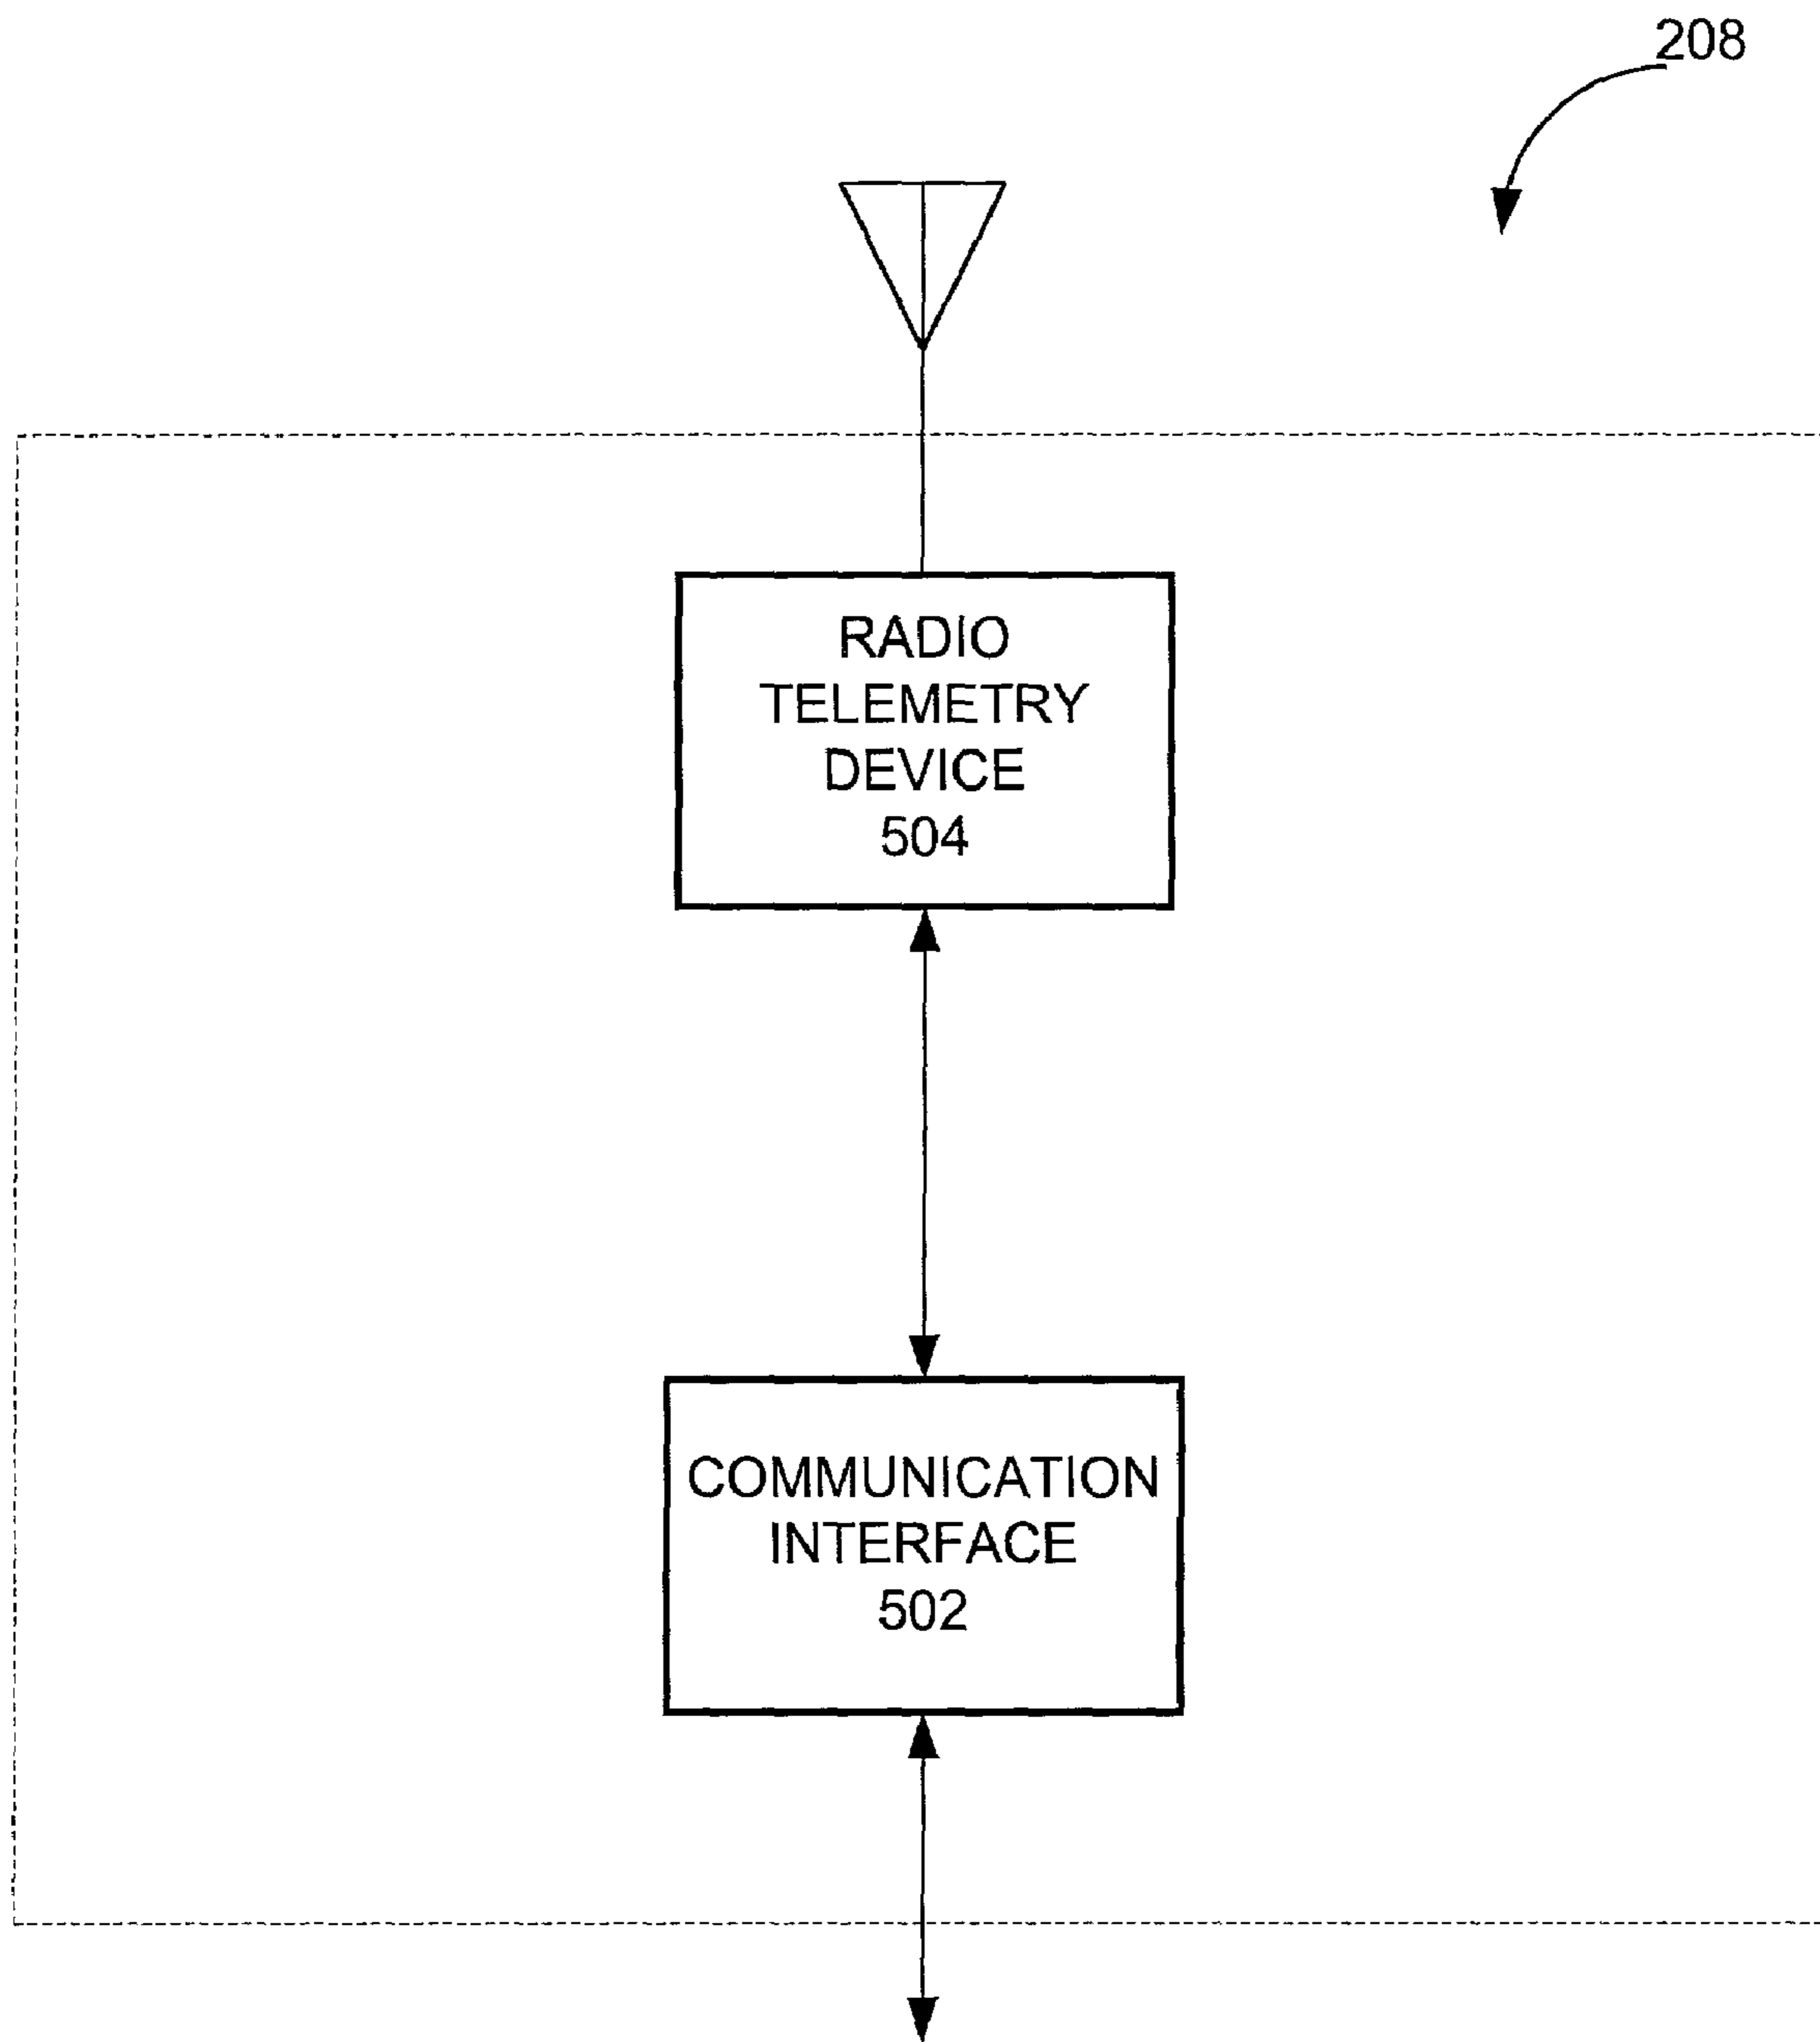 208
RADIO
TELEMETRY
DEVICE
504
COMMUNICATION
INTERFACE
502